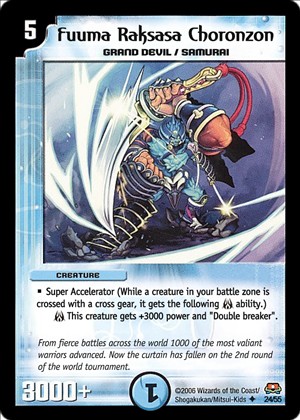 5 Fuuma Raksasa Choronzon
GRAND DEVIL / SAMURAI
CREATURE
▪ Super Accelerator (While a creature in your battle zone is
crossed with a cross gear, it gets the following ability.)
This creature gets +3000 power and "Double breaker".
From fierce battles across the world 1000 of the most valiant
warriors advanced. Now the curtain has fallen on the 2nd round
of the world tournament.
3000+
©2006 Wizards of the Coast/
Shogakukan/Mitsui-Kids ♦ 24/55